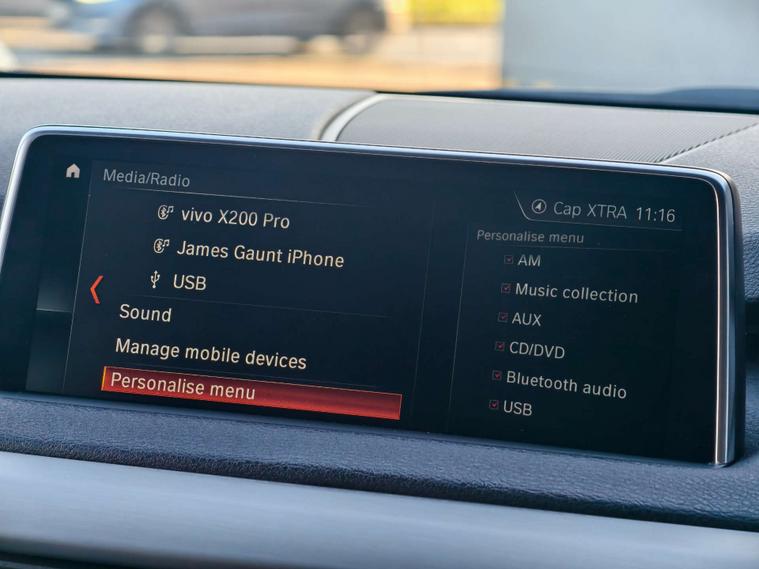 Media/Radio
vivo X200 Pro
James Gaunt iPhone
USB
Sound
Manage mobile devices
Personalise menu
Cap XTRA 11:16
Personalise menu
AM
Music collection
AUX
CD/DVD
Bluetooth audio
USB